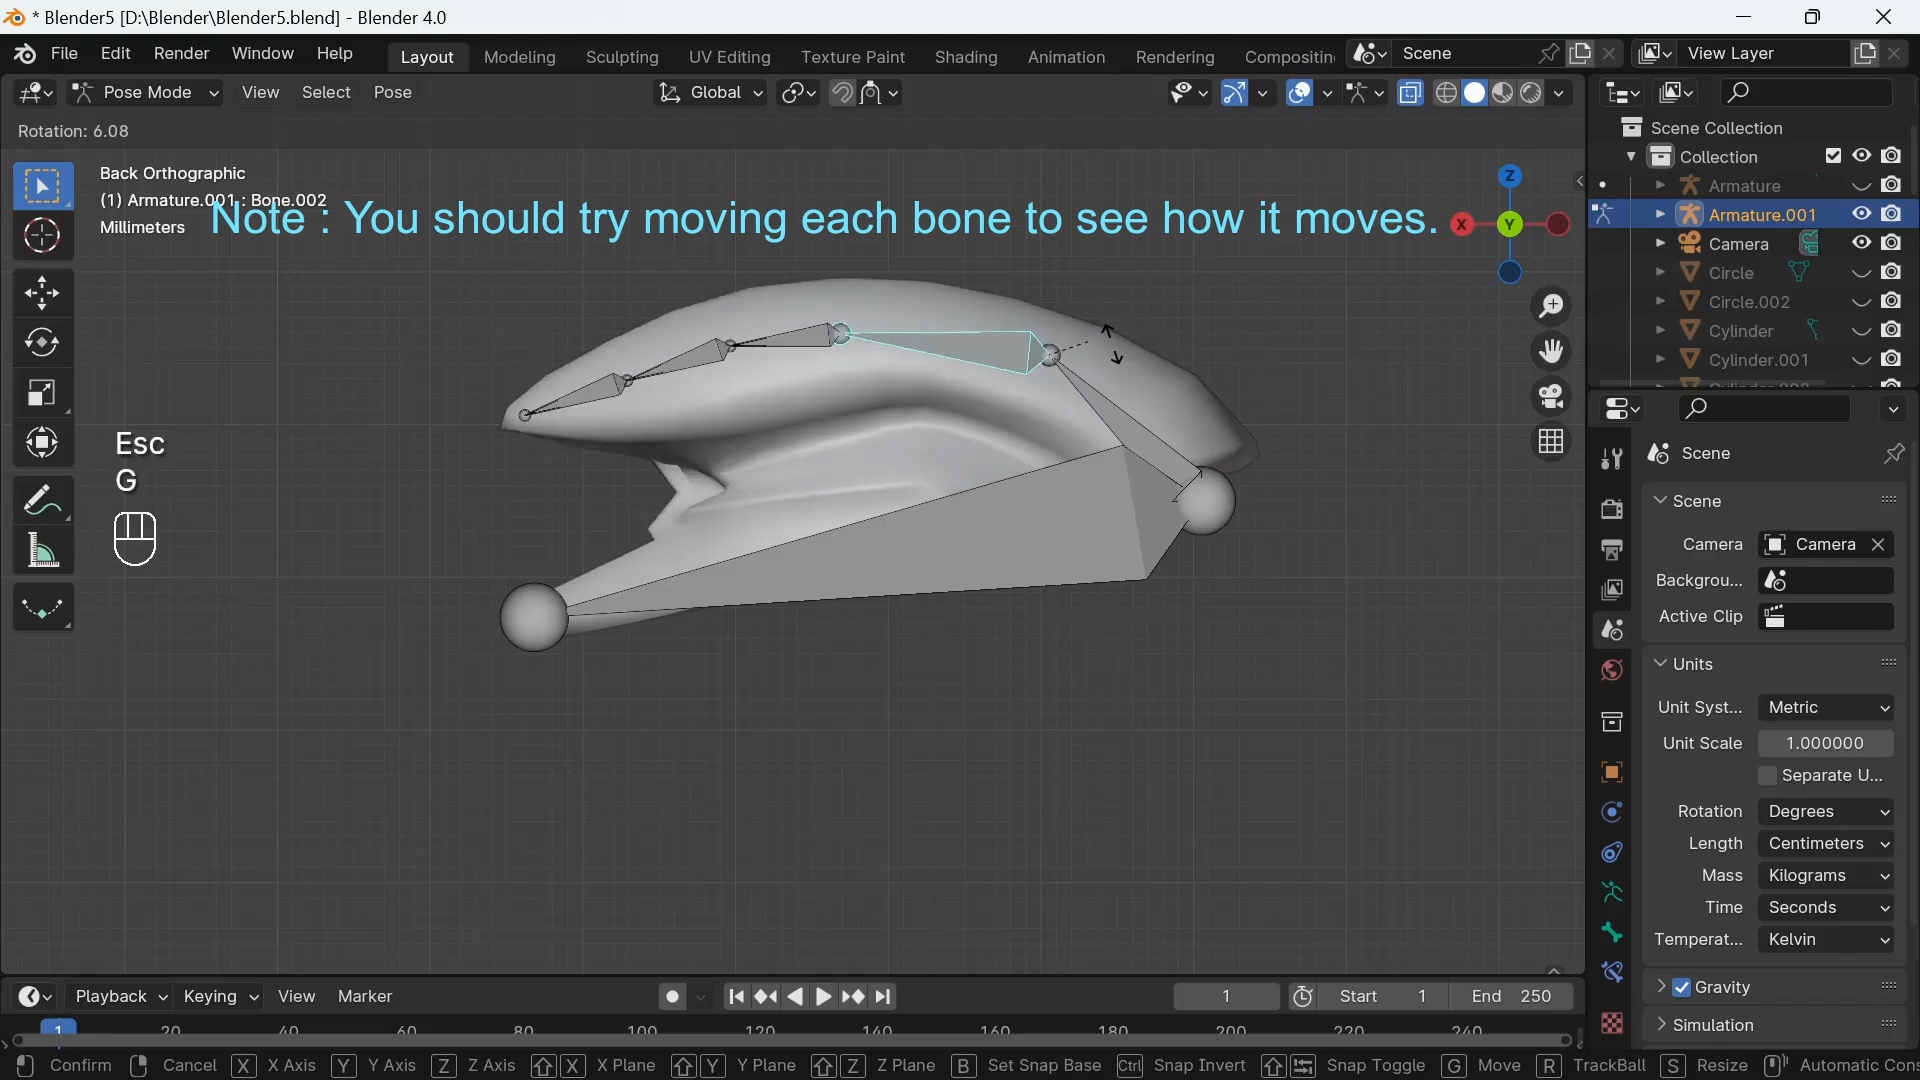 * Blender5 [D:\Blender\Blender5.blend] - Blender 4.0
File Edit Render Window Help Layout Modeling Sculpting UV Editing Texture Paint Shading Animation Rendering Compositin Scene View Layer
Pose Mode View Select Pose Global
Rotation: 6.08
Back Orthographic
(1) Armature.001 : Bone.002
Millimeters
Note : You should try moving each bone to see how it moves.
Z
X
Y
Esc
G
Scene Collection
Collection
Armature
Armature.001
Camera
Circle
Circle.002
Cylinder
Cylinder.001
Scene
Scene
Camera Camera
Backgrou...
Active Clip
Units
Unit Syst... Metric
Unit Scale 1.000000
Separate U...
Rotation Degrees
Length Centimeters
Mass Kilograms
Time Seconds
Temperat... Kelvin
Gravity
Simulation
Playback Keying View Marker 1 Start 1 End 250
1 20 40 60 80 100 120 140 160 180 200 220 240
Confirm Cancel X X Axis Y Y Axis Z Z Axis X X Plane Y Y Plane Z Z Plane B Set Snap Base Ctrl Snap Invert Snap Toggle G Move R TrackBall S Resize Automatic Cons